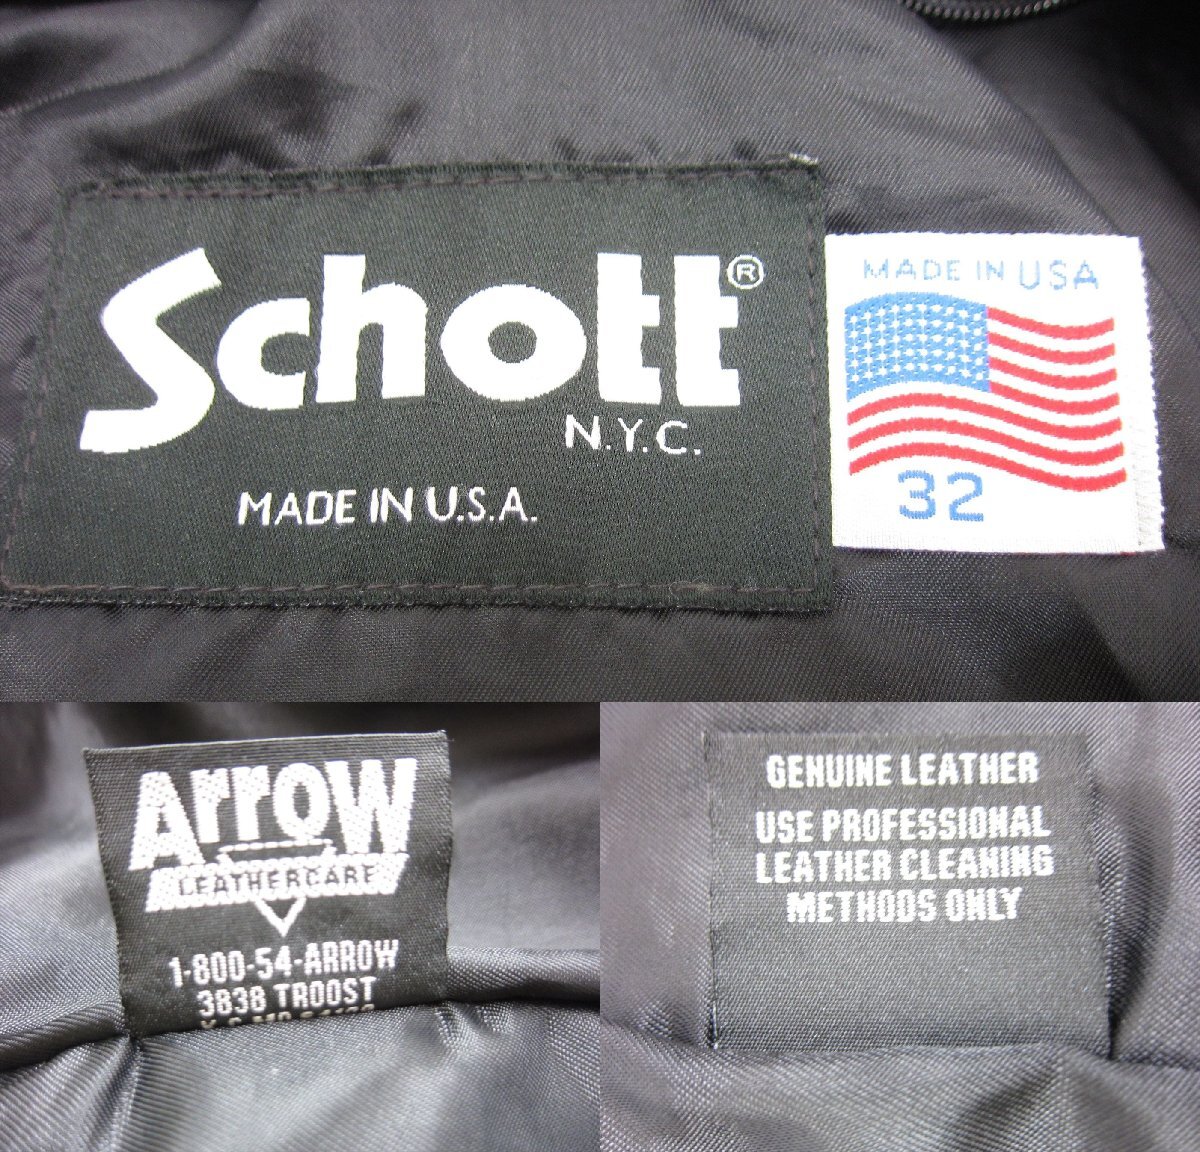 Schott®
N.Y.C.
MADE IN U.S.A.
MADE IN USA
32
ArroW
LEATHERCARE
1-800-54-ARROW
3838 TROOST
GENUINE LEATHER
USE PROFESSIONAL
LEATHER CLEANING
METHODS ONLY